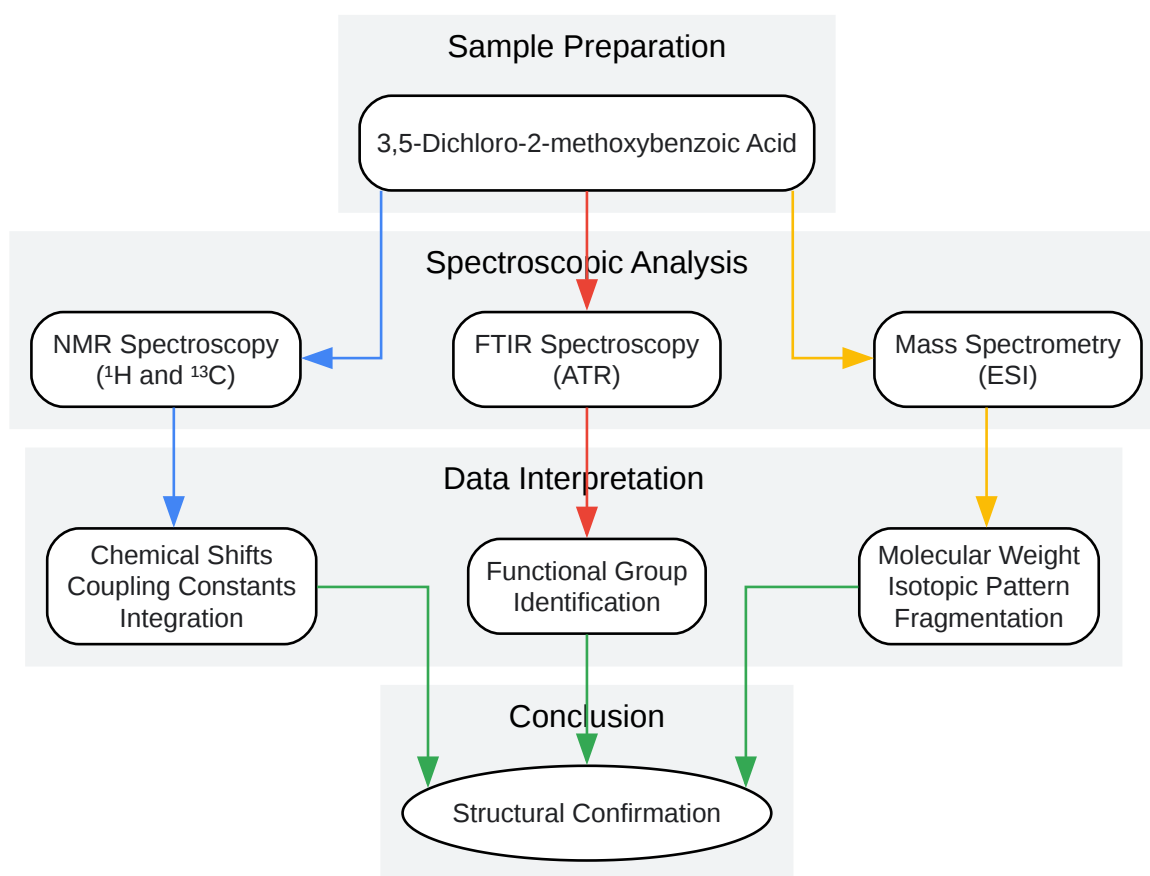 Sample Preparation
3,5-Dichloro-2-methoxybenzoic Acid
Spectroscopic Analysis
NMR Spectroscopy
(¹H and ¹³C)
FTIR Spectroscopy
(ATR)
Mass Spectrometry
(ESI)
Data Interpretation
Chemical Shifts
Coupling Constants
Integration
Functional Group
Identification
Molecular Weight
Isotopic Pattern
Fragmentation
Conclusion
Structural Confirmation